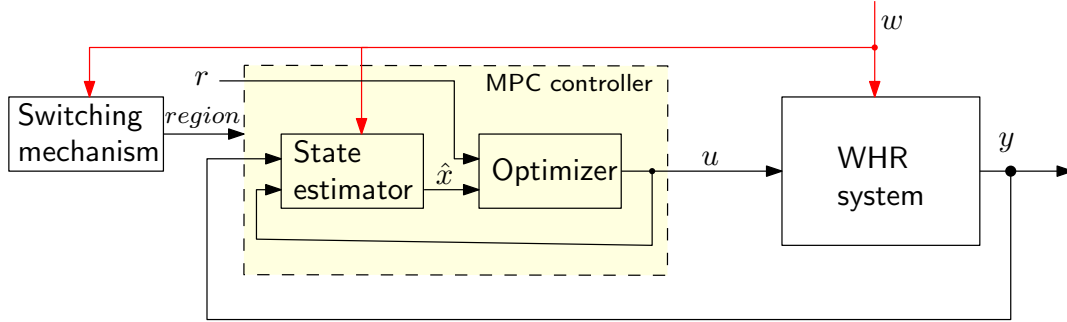 w
r
MPC controller
Switching
mechanism
region
State
estimator
x̂
Optimizer
u
WHR
system
y